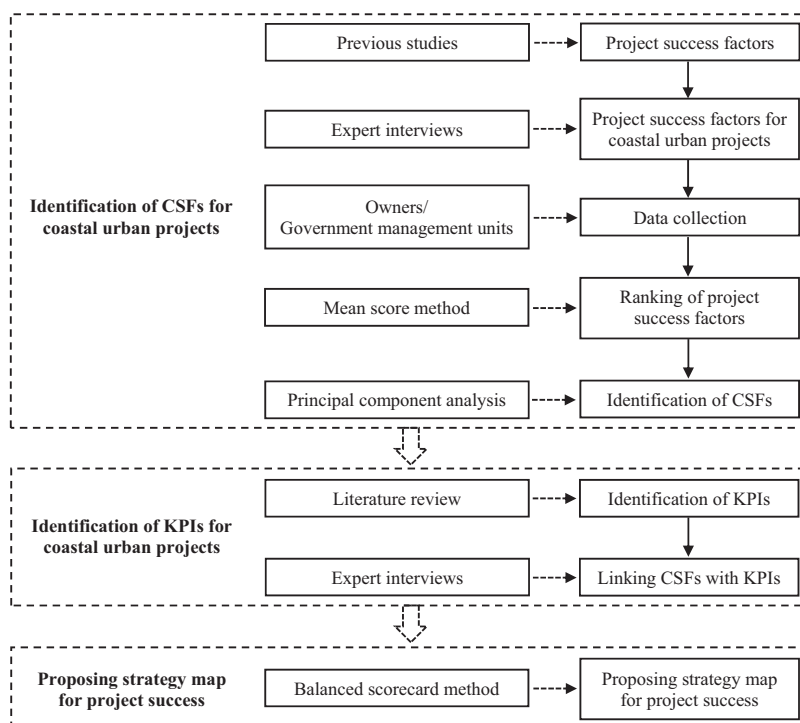 Previous studies
Project success factors
Expert interviews
Project success factors for
coastal urban projects
Identification of CSFs for
coastal urban projects
Owners/
Government management units
Data collection
Mean score method
Ranking of project
success factors
Principal component analysis
Identification of CSFs
Identification of KPIs for
coastal urban projects
Literature review
Identification of KPIs
Expert interviews
Linking CSFs with KPIs
Proposing strategy map
for project success
Balanced scorecard method
Proposing strategy map
for project success